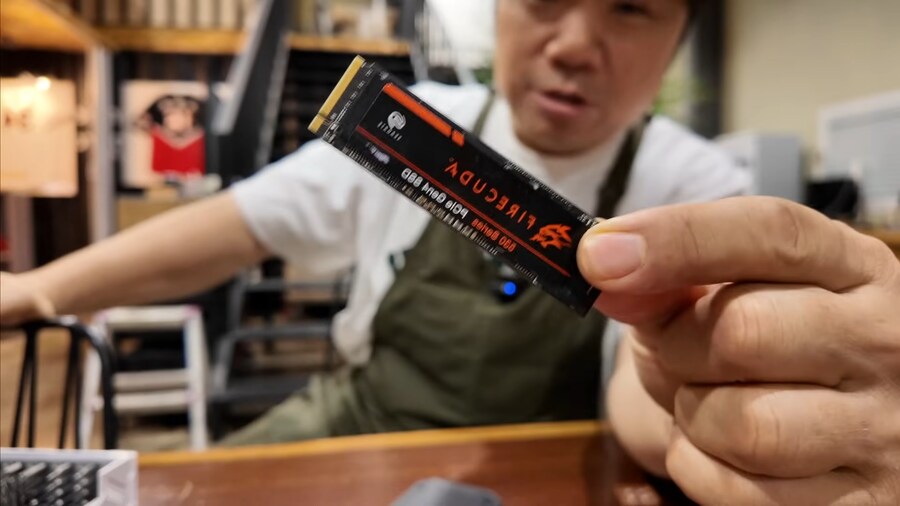 SEAGATE
FIRECUDA
530 Series PCIe Gen4 SSD